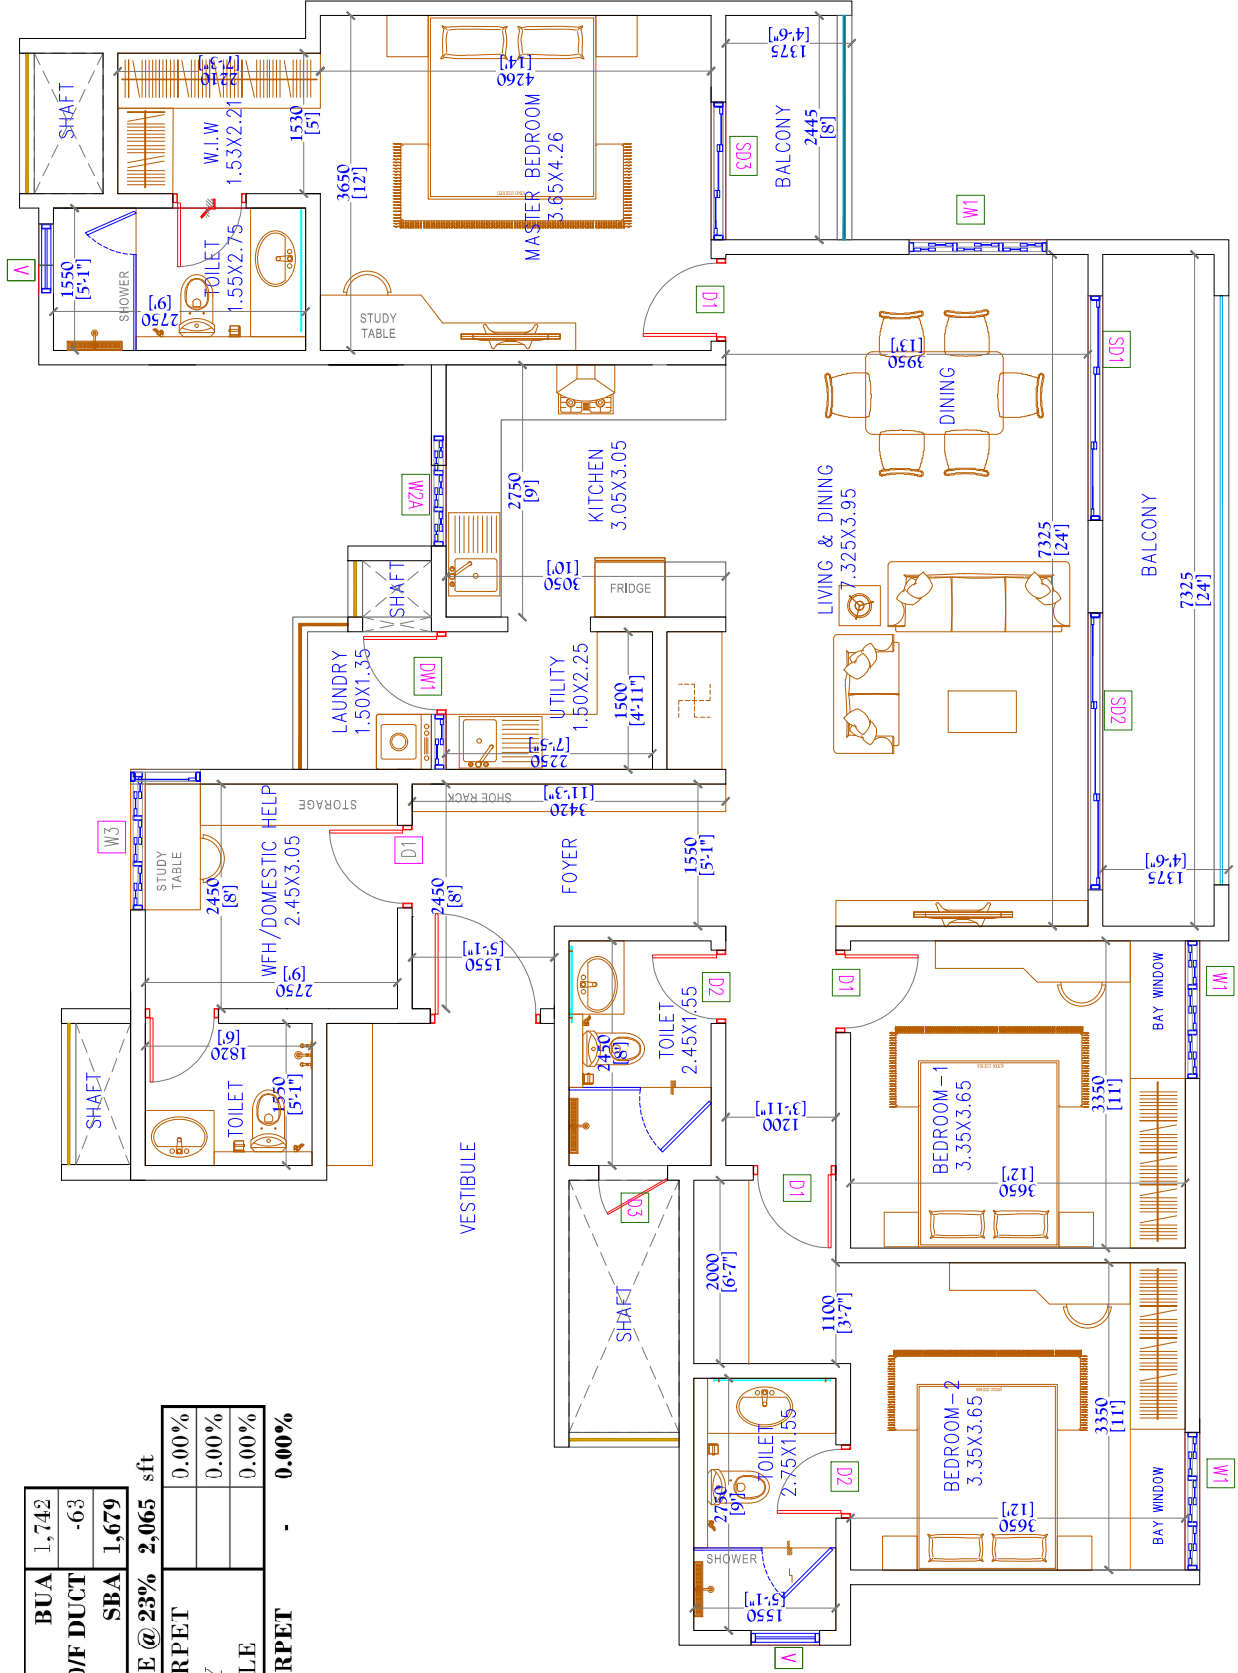 SHAFT
2210
[7'-3"]
W.I.W
1.53X2.21
1530
[5']
3650
[12']
4260
[14']
MASTER BEDROOM
3.65X4.26
1375
[4'-6"]
BALCONY
2445
[8']
SD3
W1
V
1550
[5'-1"]
SHOWER
2750
[9']
TOILET
1.55X2.75
STUDY
TABLE
D1
3950
[13']
DINING
SD1
W2A
2750
[9']
KITCHEN
3.05X3.05
3050
[10']
FRIDGE
LIVING & DINING
7.325X3.95
7325
[24']
BALCONY
7325
[24']
SHAFT
LAUNDRY
1.50X1.35
DW1
UTILITY
1.50X2.25
1500
[4'-11"]
2250
[7'-5"]
SD2
W3
STUDY
TABLE
STORAGE
WFH/DOMESTIC HELP
2.45X3.05
2450
[8']
D1
SHOE RACK
3420
[11'-3"]
2450
[8']
FOYER
1550
[5'-1"]
1375
[4'-6"]
2750
[9']
1550
[5'-1"]
SHAFT
1820
[6']
TOILET
1550
[5'-1"]
VESTIBULE
2450
[8']
TOILET
2.45X1.55
D2
D1
1200
[3'-11"]
BEDROOM-1
3.35X3.65
3650
[12']
3350
[11']
BAY WINDOW
W1
D3
D1
SHAFT
2000
[6'-7"]
1100
[3'-7"]
BEDROOM-2
3.35X3.65
3650
[12']
3350
[11']
BAY WINDOW
W1
2750
[9']
TOILET
2.75X1.55
D2
SHOWER
1550
[5'-1"]
V
BUA 1,742
O/F DUCT -63
SBA 1,679
E @ 23% 2,065 sft
RPET 0.00%
0.00%
LE 0.00%
RPET - 0.00%